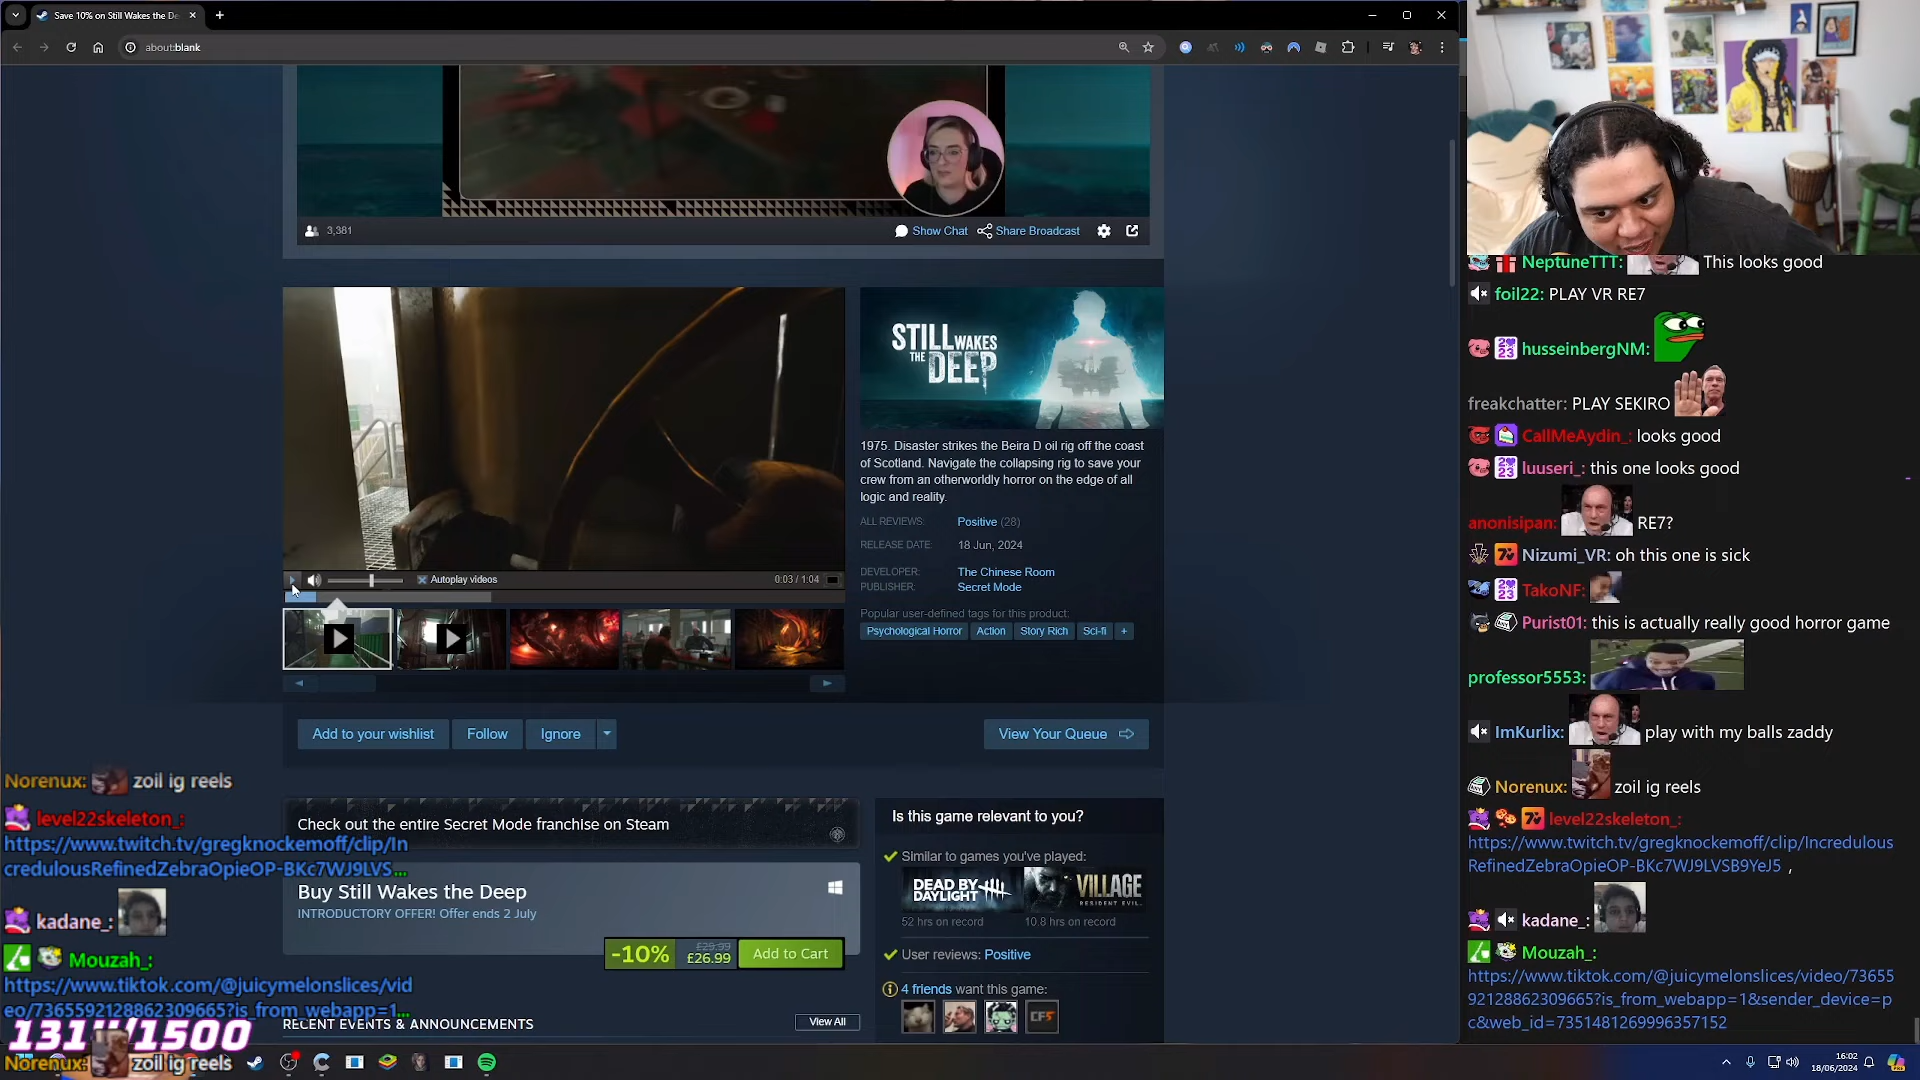 Save 10% on Still Wakes the De
about:blank
3,381
Show Chat
Share Broadcast
STILL WAKES THE DEEP
1975. Disaster strikes the Beira D oil rig off the coast
of Scotland. Navigate the collapsing rig to save your
crew from an otherworldly horror on the edge of all
logic and reality.
ALL REVIEWS: Positive (28)
RELEASE DATE: 18 Jun, 2024
DEVELOPER: The Chinese Room
PUBLISHER: Secret Mode
Popular user-defined tags for this product:
Psychological Horror Action Story Rich Sci-fi +
Autoplay videos
0:03 / 1:04
Add to your wishlist
Follow
Ignore
View Your Queue
Check out the entire Secret Mode franchise on Steam
Buy Still Wakes the Deep
INTRODUCTORY OFFER! Offer ends 2 July
-10%
£29.99
£26.99
Add to Cart
RECENT EVENTS & ANNOUNCEMENTS
View All
Is this game relevant to you?
Similar to games you've played:
DEAD BY DAYLIGHT
VILLAGE
RESIDENT EVIL.
52 hrs on record
10.8 hrs on record
User reviews: Positive
4 friends want this game:
CFS
Norenux: zoil ig reels
level22skeleton_:
https://www.twitch.tv/gregknockemoff/clip/In
credulousRefinedZebraOpieOP-BKc7WJ9LVS...
kadane_:
Mouzah_:
https://www.tiktok.com/@juicymelonslices/vid
eo/7365592128862309665?is_from_webapp=1...
Norenux: zoil ig reels
NeptuneTTT: This looks good
foil22: PLAY VR RE7
husseinbergNM:
freakchatter: PLAY SEKIRO
CallMeAydin_: looks good
luuseri_: this one looks good
anonisipan: RE7?
Nizumi_VR: oh this one is sick
TakoNF:
Purist01: this is actually really good horror game
professor5553:
ImKurlix: play with my balls zaddy
Norenux: zoil ig reels
level22skeleton_:
https://www.twitch.tv/gregknockemoff/clip/Incredulous
RefinedZebraOpieOP-BKc7WJ9LVSB9YeJ5 ,
kadane_:
Mouzah_:
https://www.tiktok.com/@juicymelonslices/video/73655
92128862309665?is_from_webapp=1&sender_device=p
c&web_id=7351481269996357152
16:02
18/06/2024